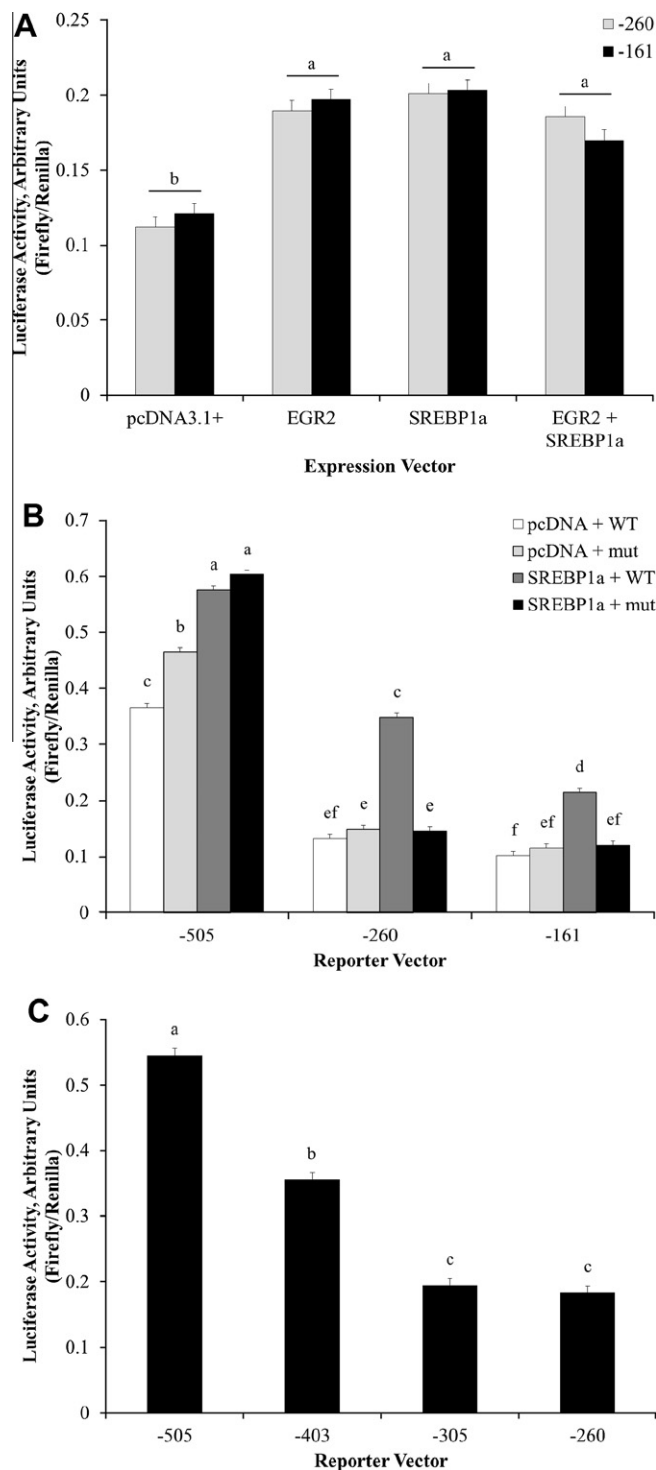 A
Luciferase Activity, Arbitrary Units
(Firefly/Renilla)
0.25
0.2
0.15
0.1
0.05
0
-260
-161
b
a
a
a
pcDNA3.1+
EGR2
SREBP1a
EGR2 +
SREBP1a
Expression Vector
B
Luciferase Activity, Arbitrary Units
(Firefly/Renilla)
0.7
0.6
0.5
0.4
0.3
0.2
0.1
0
pcDNA + WT
pcDNA + mut
SREBP1a + WT
SREBP1a + mut
c
b
a
a
ef
e
c
e
f
ef
d
ef
-505
-260
-161
Reporter Vector
C
Luciferase Activity, Arbitrary Units
(Firefly/Renilla)
0.6
0.5
0.4
0.3
0.2
0.1
0
a
b
c
c
-505
-403
-305
-260
Reporter Vector